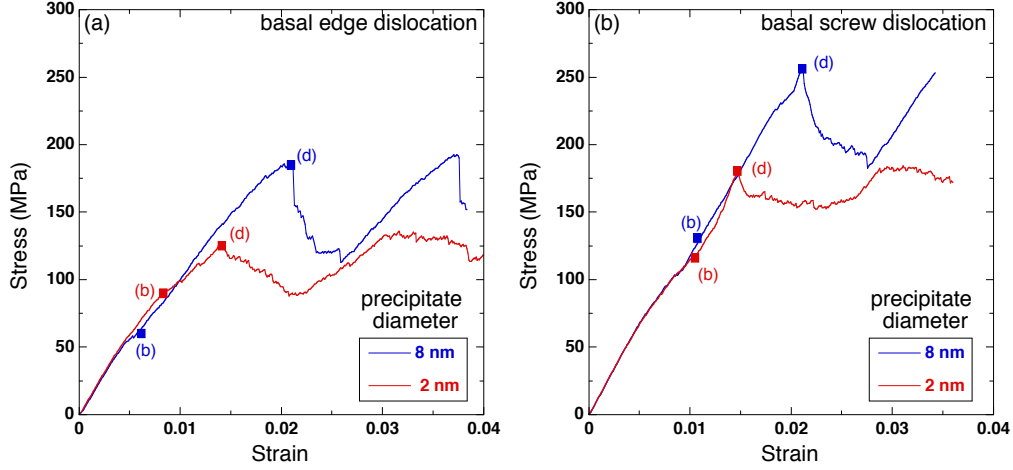 (a) basal edge dislocation
300
250
200
150
100
50
0
Stress (MPa)
(d)
(d)
(b)
(b)
precipitate
diameter
8 nm
2 nm
0 0.01 0.02 0.03 0.04
Strain
(b) basal screw dislocation
300
250
200
150
100
50
0
Stress (MPa)
(d)
(d)
(b)
(b)
precipitate
diameter
8 nm
2 nm
0 0.01 0.02 0.03 0.04
Strain